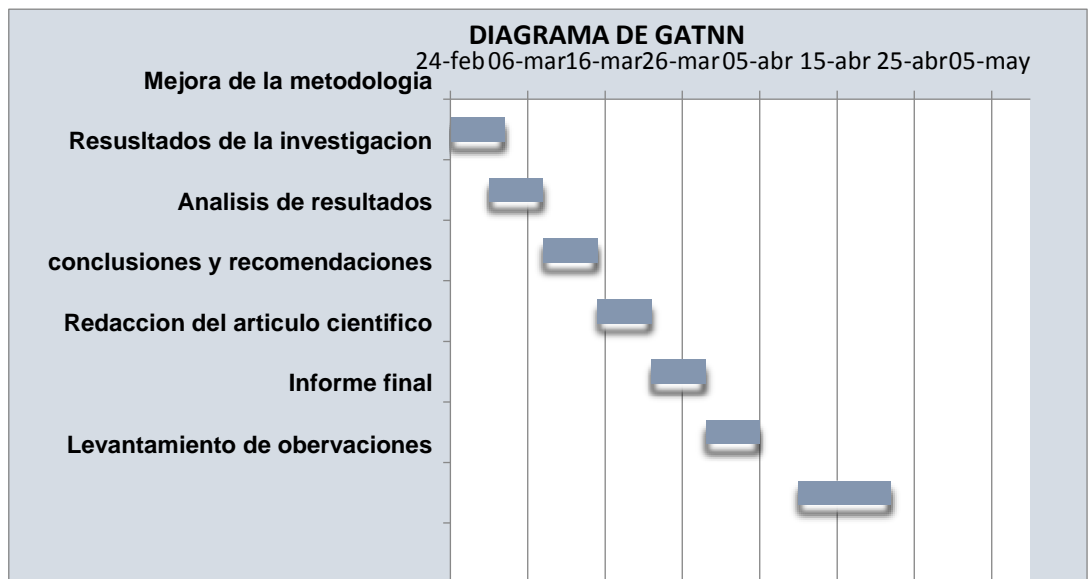 DIAGRAMA DE GATNN
24-feb 06-mar 16-mar 26-mar 05-abr 15-abr 25-abr 05-may
Mejora de la metodologia
Resusltados de la investigacion
Analisis de resultados
conclusiones y recomendaciones
Redaccion del articulo cientifico
Informe final
Levantamiento de obervaciones